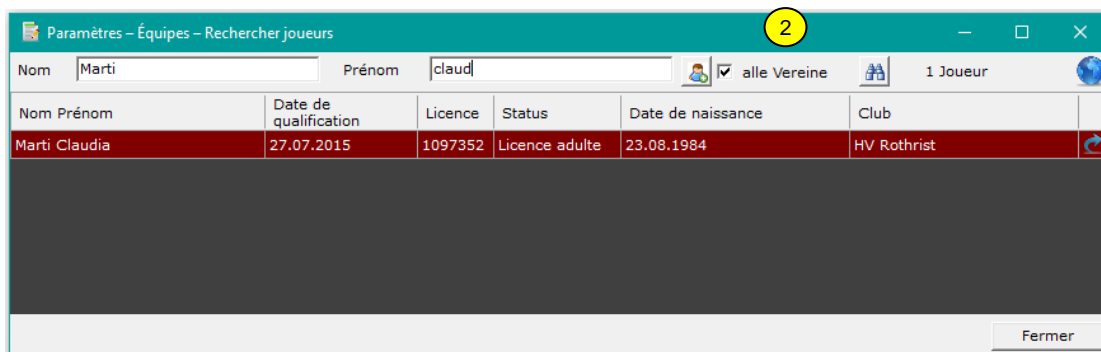 2
Paramètres – Équipes – Rechercher joueurs
Nom Marti Prénom claud alle Vereine 1 Joueur
Nom Prénom Date de qualification Licence Status Date de naissance Club
Marti Claudia 27.07.2015 1097352 Licence adulte 23.08.1984 HV Rothrist
Fermer